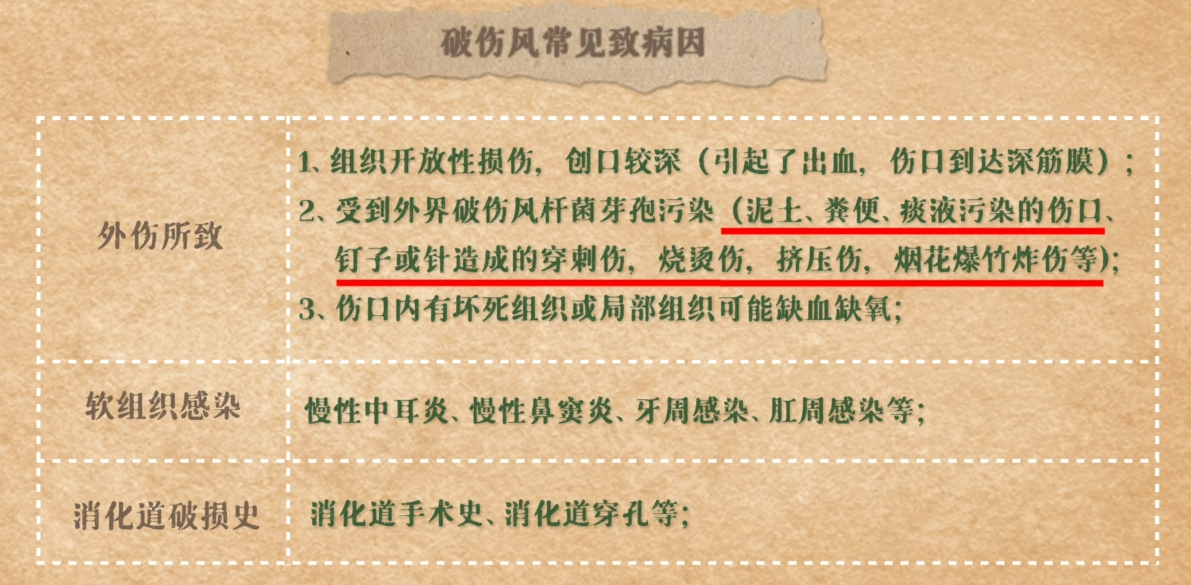 破伤风常见致病因
外伤所致
1、组织开放性损伤，创口较深（引起了出血，伤口到达深筋膜）；
2、受到外界破伤风杆菌芽孢污染（泥土、粪便、痰液污染的伤口、
钉子或针造成的穿刺伤，烧烫伤，挤压伤，烟花爆竹炸伤等）；
3、伤口内有坏死组织或局部组织可能缺血缺氧；
软组织感染
慢性中耳炎、慢性鼻窦炎、牙周感染、肛周感染等；
消化道破损史
消化道手术史、消化道穿孔等；